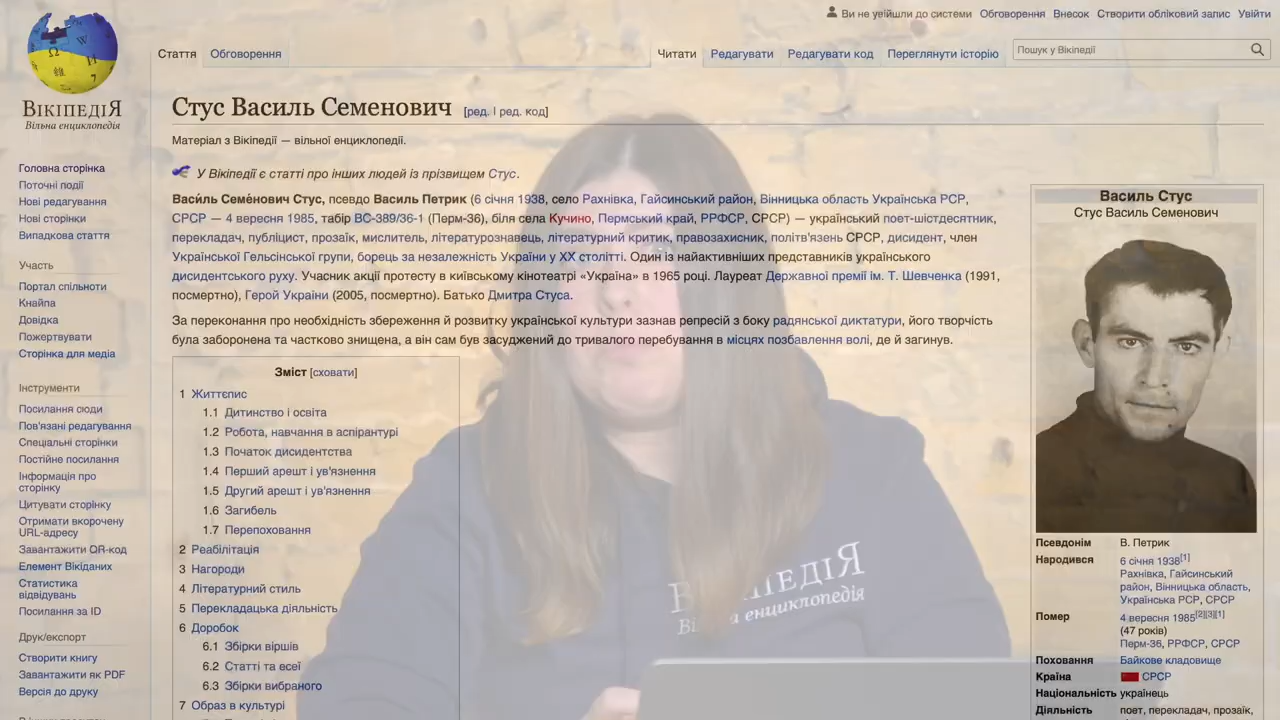 Ви не увійшли до системи Обговорення Внесок Створити обліковий запис Увійти
Стаття Обговорення Читати Редагувати Редагувати код Переглянути історію Пошук у Вікіпедії
ВІКІПЕДІЯ
Вільна енциклопедія
Стус Василь Семенович [ред. | ред. код]
Матеріал з Вікіпедії — вільної енциклопедії.
У Вікіпедії є статті про інших людей із прізвищем Стус.
Васи́ль Семе́нович Стус, псевдо Василь Петрик (6 січня 1938, село Рахнівка, Гайсинський район, Вінницька область Українська РСР,
СРСР — 4 вересня 1985, табір ВС-389/36-1 (Перм-36), біля села Кучино, Пермський край, РРФСР, СРСР) — український поет-шістдесятник,
перекладач, публіцист, прозаїк, мислитель, літературознавець, літературний критик, правозахисник, політв'язень СРСР, дисидент, член
Української Гельсінської групи, борець за незалежність України у XX столітті. Один із найактивніших представників українського
дисидентського руху. Учасник акції протесту в київському кінотеатрі «Україна» в 1965 році. Лауреат Державної премії ім. Т. Шевченка (1991,
посмертно), Герой України (2005, посмертно). Батько Дмитра Стуса.
За переконання про необхідність збереження й розвитку української культури зазнав репресій з боку радянської диктатури, його творчість
була заборонена та частково знищена, а він сам був засуджений до тривалого перебування в місцях позбавлення волі, де й загинув.
Зміст [сховати]
1 Життєпис
1.1 Дитинство і освіта
1.2 Робота, навчання в аспірантурі
1.3 Початок дисидентства
1.4 Перший арешт і ув'язнення
1.5 Другий арешт і ув'язнення
1.6 Загибель
1.7 Перепоховання
2 Реабілітація
3 Нагороди
4 Літературний стиль
5 Перекладацька діяльність
6 Доробок
6.1 Збірки віршів
6.2 Статті та есеї
6.3 Збірки вибраного
7 Образ в культурі
Головна сторінка
Поточні події
Нові редагування
Нові сторінки
Випадкова стаття
Участь
Портал спільноти
Кнайпа
Довідка
Пожертвувати
Сторінка для медіа
Інструменти
Посилання сюди
Пов'язані редагування
Спеціальні сторінки
Постійне посилання
Інформація про
сторінку
Цитувати сторінку
Отримати вкорочену
URL-адресу
Завантажити QR-код
Елемент Вікіданих
Статистика
відвідувань
Посилання за ID
Друк/експорт
Створити книгу
Завантажити як PDF
Версія до друку
Василь Стус
Стус Василь Семенович
Псевдонім В. Петрик
Народився 6 січня 1938[1]
Рахнівка, Гайсинський
район, Вінницька область,
Українська РСР, СРСР
Помер 4 вересня 1985[2][3][1]
(47 років)
Перм-36, РРФСР, СРСР
Поховання Байкове кладовище
Країна СРСР
Національність українець
Діяльність поет, перекладач, прозаїк,
енциклопедія